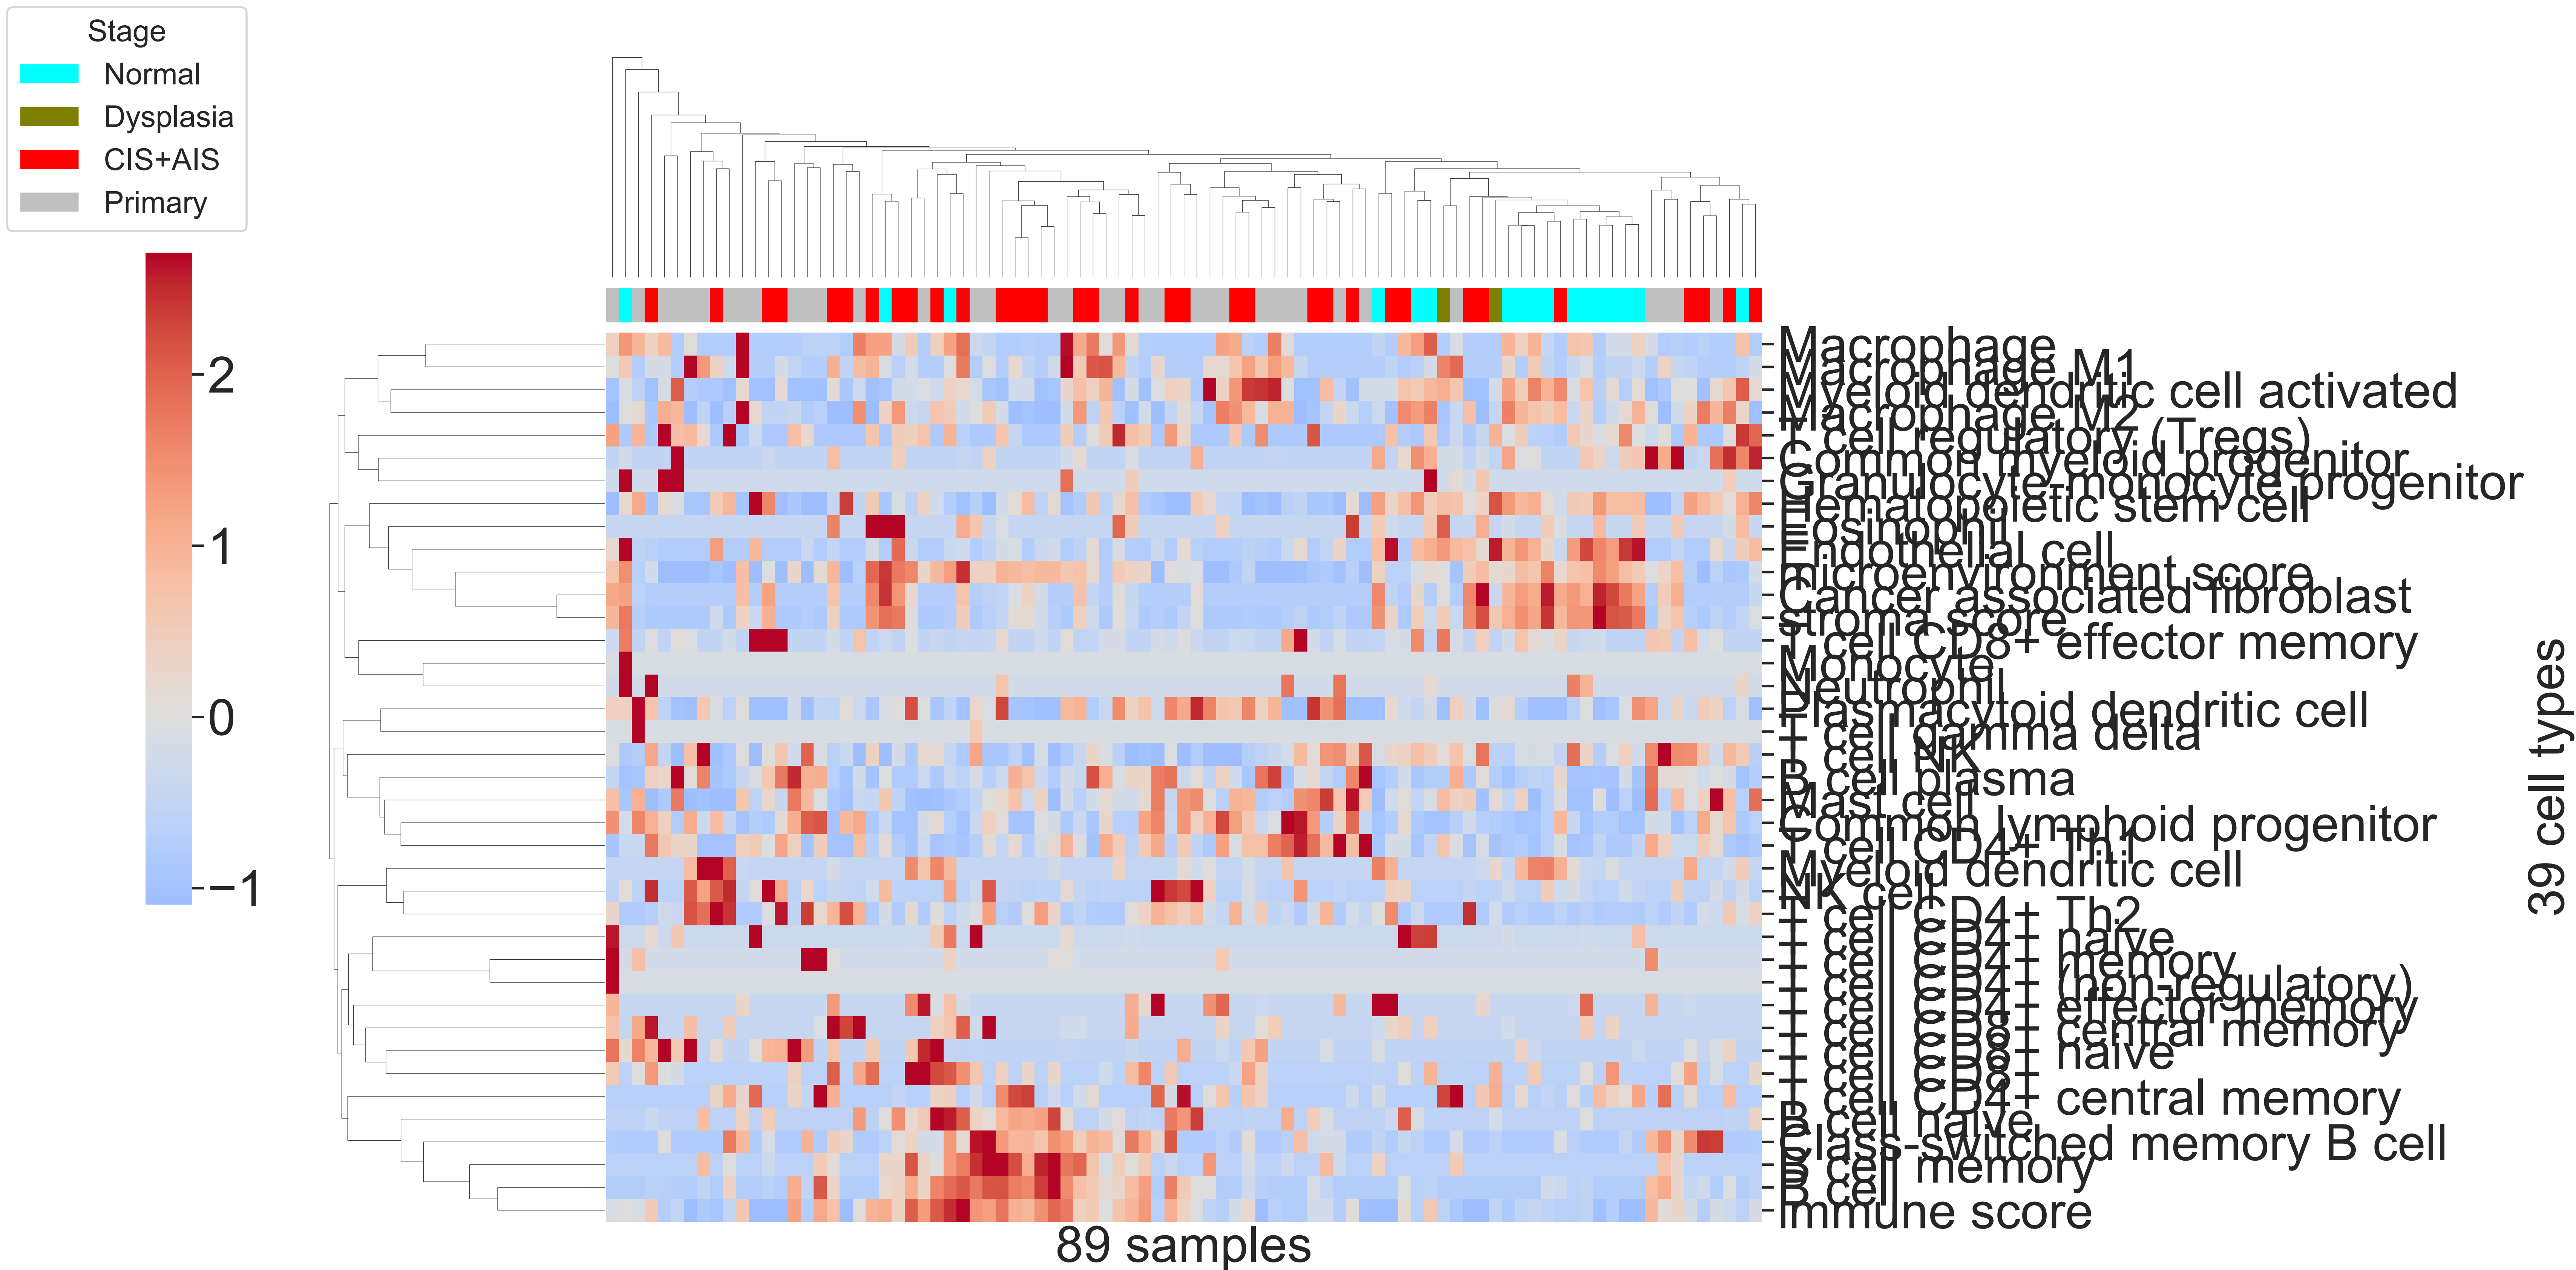 Stage
Normal
Dysplasia
CIS+AIS
Primary
2
1
0
−1
Macrophage
Macrophage M1
Myeloid dendritic cell activated
Macrophage M2
T cell regulatory (Tregs)
Common myeloid progenitor
Granulocyte-monocyte progenitor
Hematopoietic stem cell
Eosinophil
Endothelial cell
microenvironment score
Cancer associated fibroblast
stroma score
T cell CD8+ effector memory
Monocyte
Neutrophil
Plasmacytoid dendritic cell
T cell gamma delta
T cell NK
B cell plasma
Mast cell
Common lymphoid progenitor
T cell CD4+ Th1
Myeloid dendritic cell
NK cell
T cell CD4+ Th2
T cell CD4+ naive
T cell CD4+ memory
T cell CD4+ (non-regulatory)
T cell CD4+ effector memory
T cell CD8+ central memory
T cell CD8+ naive
T cell CD8+
T cell CD4+ central memory
B cell naive
Class-switched memory B cell
B cell memory
B cell
immune score
39 cell types
89 samples